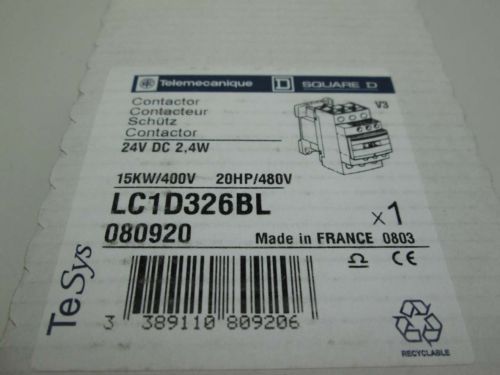 Telemecanique
D SQUARE D
Contactor
Contacteur
Schütz
Contactor
24V DC 2,4W
V3
15KW/400V 20HP/480V
LC1D326BL
x1
080920
Made in FRANCE 0803
TeSys
Ω CE
3 389110 809206
RECYCLABLE